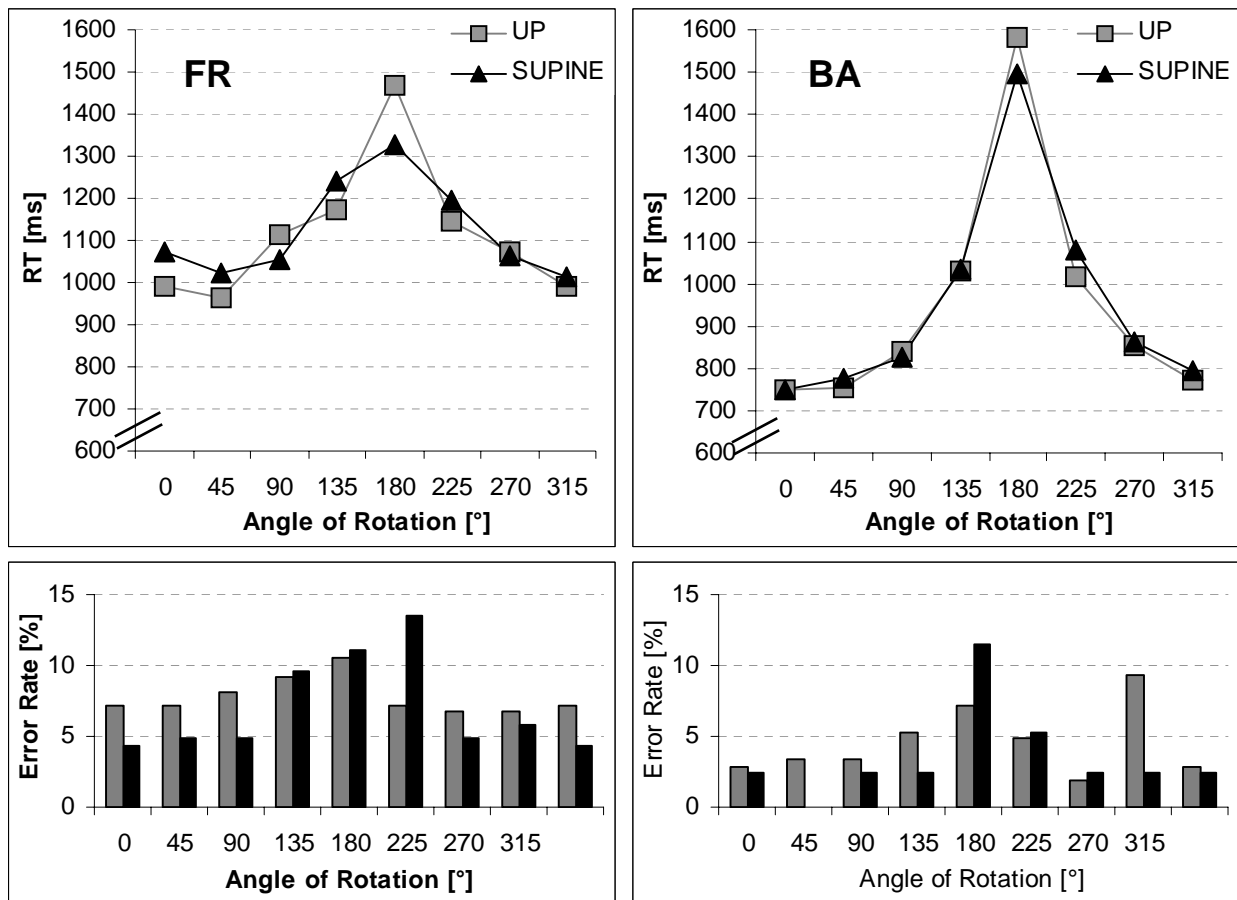 FR
UP
SUPINE
1600
1500
1400
1300
1200
1100
1000
900
800
700
600
RT [ms]
0 45 90 135 180 225 270 315
Angle of Rotation [°]
BA
UP
SUPINE
1600
1500
1400
1300
1200
1100
1000
900
800
700
600
RT [ms]
0 45 90 135 180 225 270 315
Angle of Rotation [°]
15
10
5
0
Error Rate [%]
0 45 90 135 180 225 270 315
Angle of Rotation [°]
15
10
5
0
Error Rate [%]
0 45 90 135 180 225 270 315
Angle of Rotation [°]